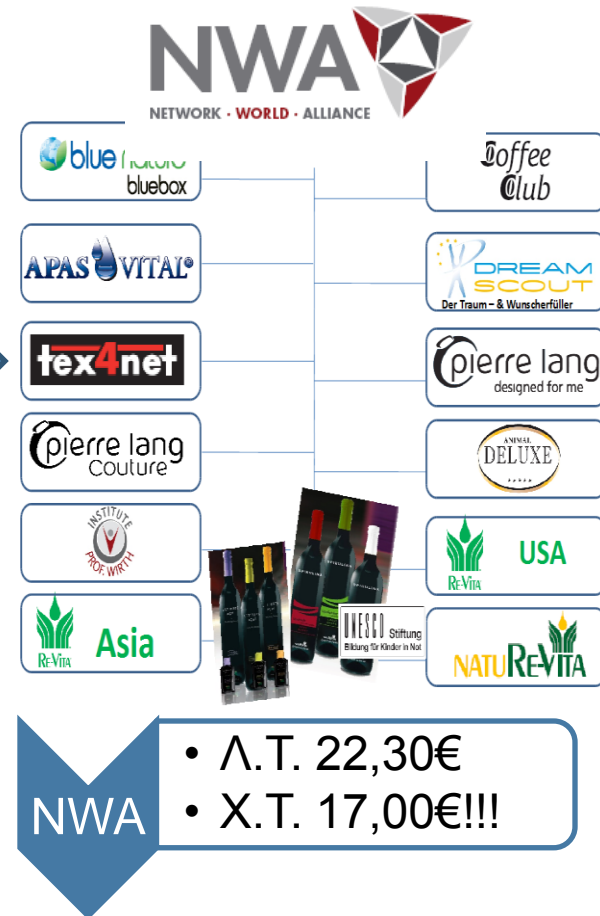 NWA
NETWORK · WORLD · ALLIANCE
blue
bluebox
Coffee
Club
APAS VITAL®
DREAM
SCOUT
Der Traum – & Wunscherfüller
tex4net
pierre lang
designed for me
pierre lang
Couture
ANIMAL
DELUXE
INSTITUTE
PROF. WIRTH
RE-VITA
USA
UNESCO Stiftung
Bildung für Kinder in Not
RE-VITA
Asia
NATURE-VITA
NWA
• Λ.Τ. 22,30€
• Χ.Τ. 17,00€!!!